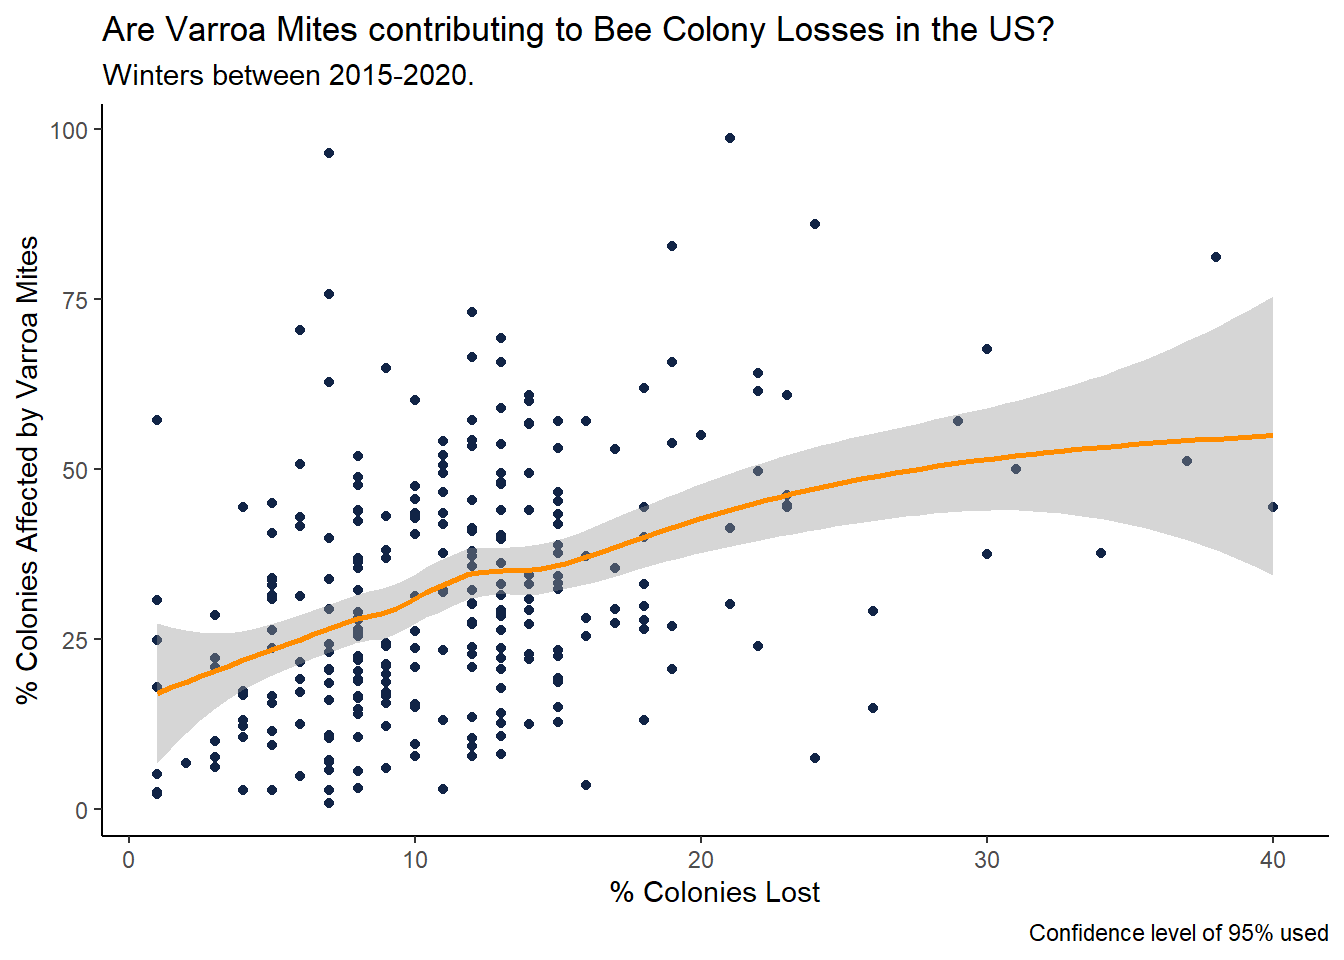 Are Varroa Mites contributing to Bee Colony Losses in the US?
Winters between 2015-2020.
100
75
50
25
0
% Colonies Affected by Varroa Mites
0 10 20 30 40
% Colonies Lost
Confidence level of 95% used